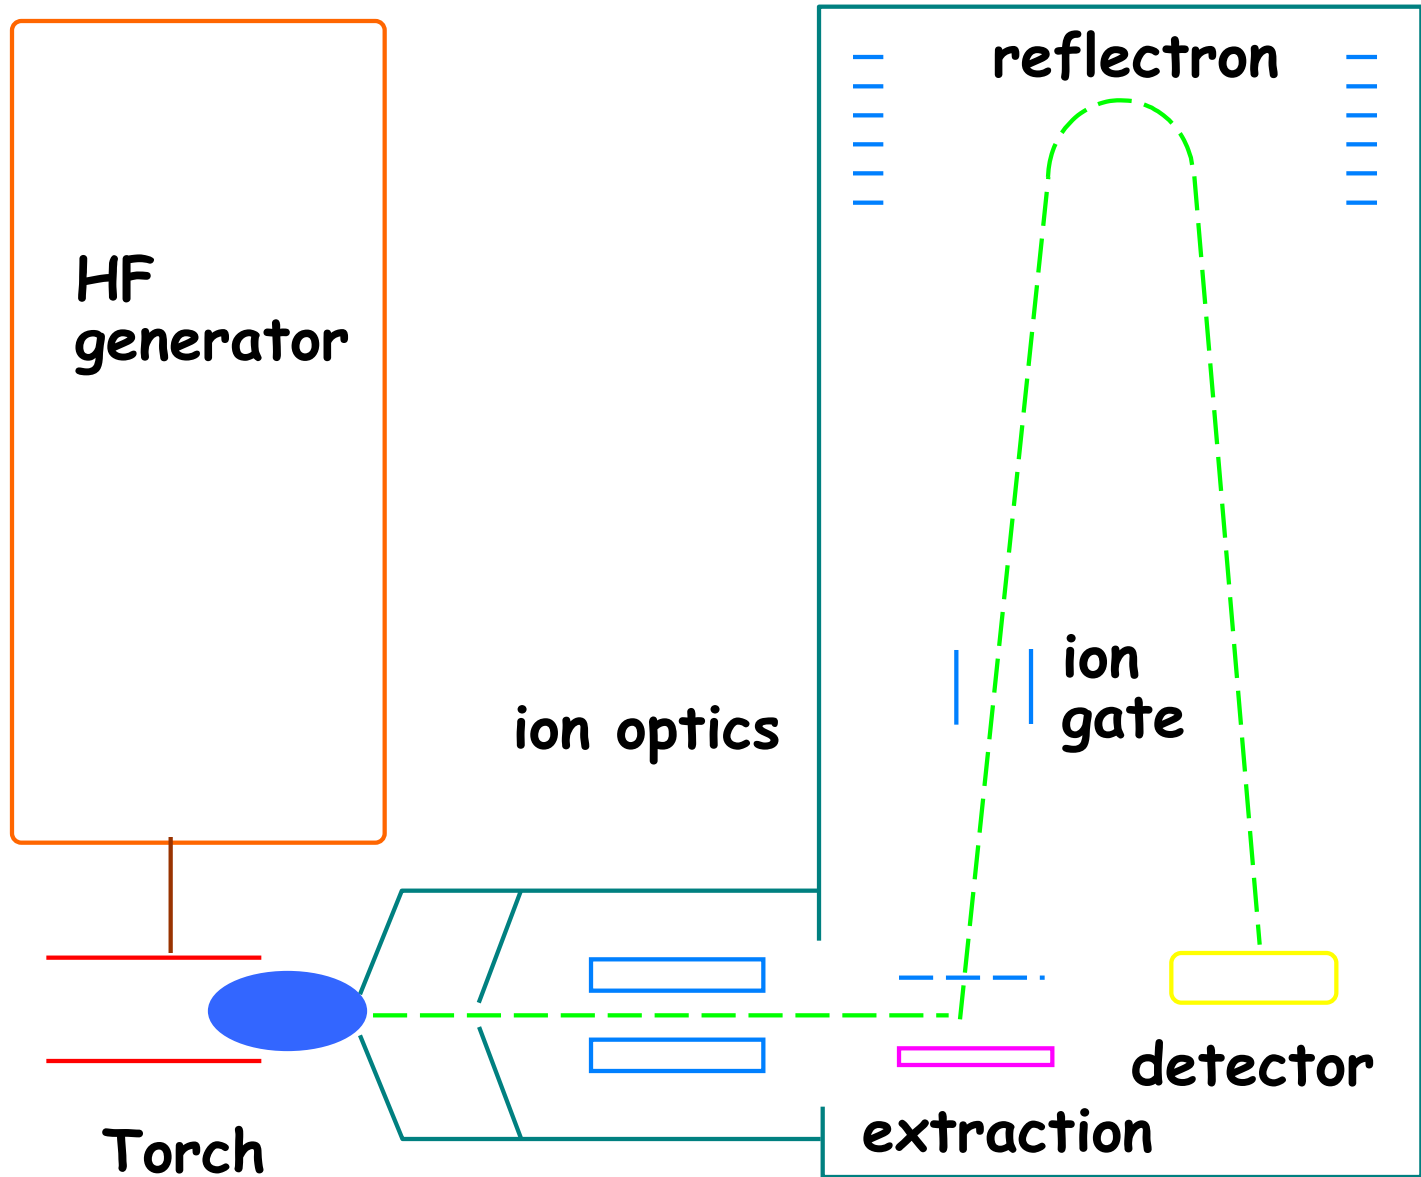 reflectron
HF
generator
ion
gate
ion optics
detector
extraction
Torch